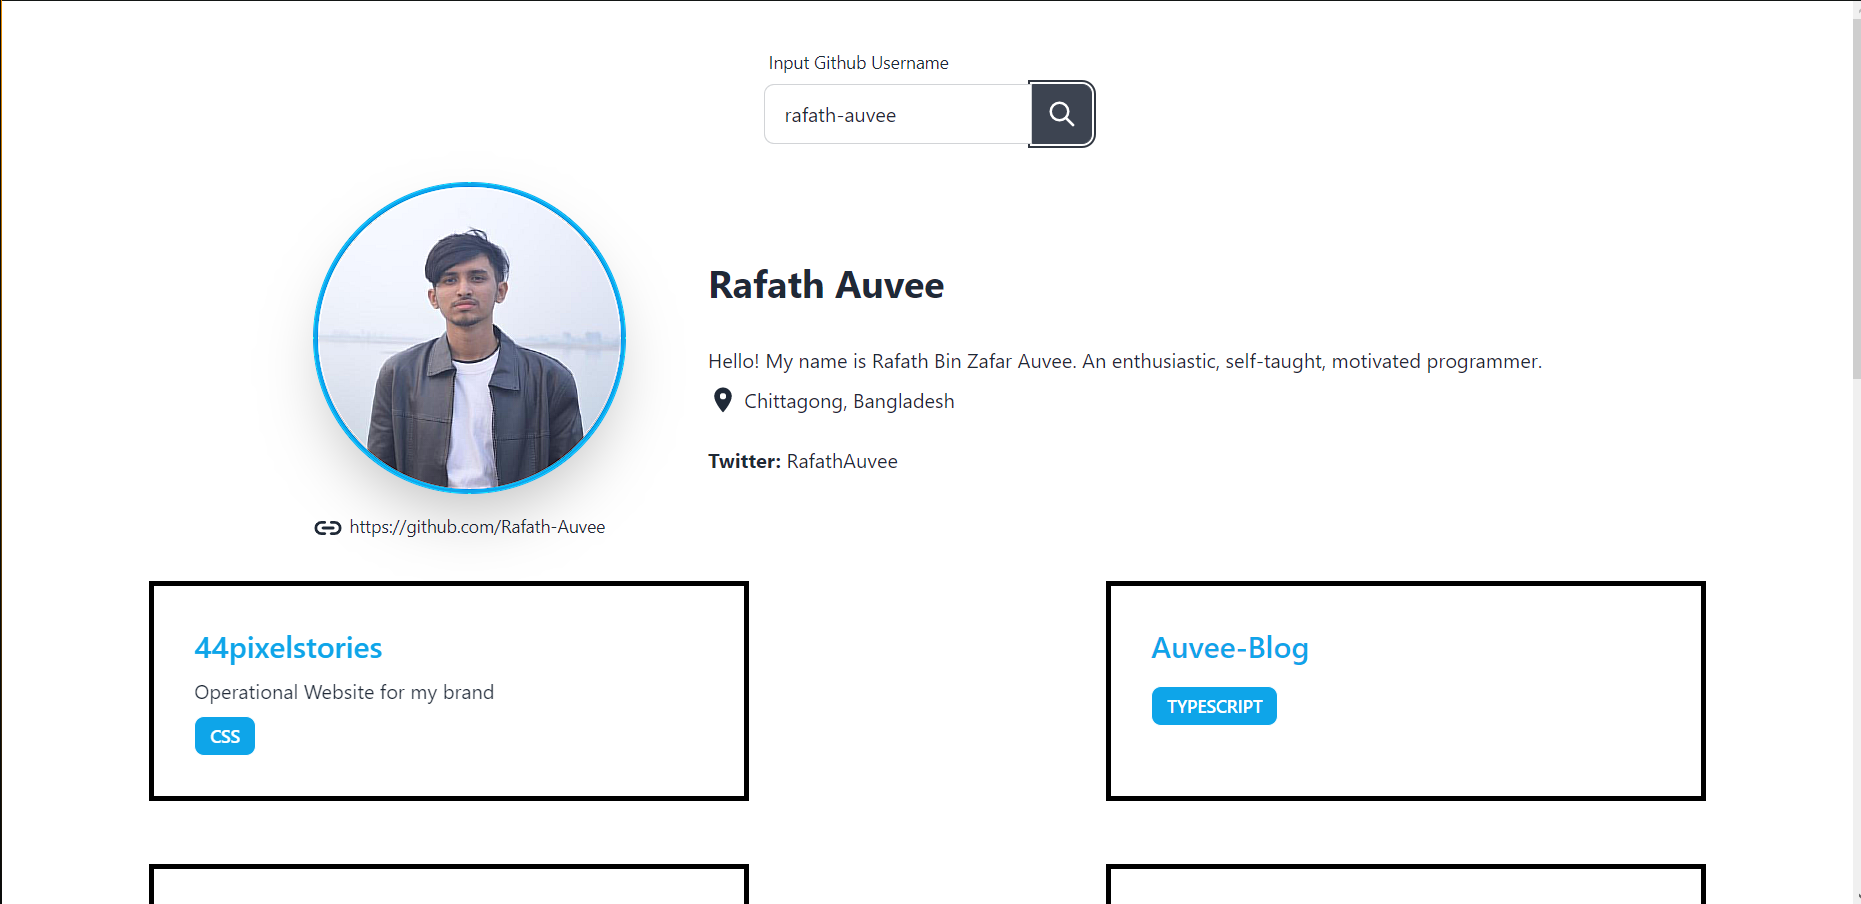 Input Github Username
rafath-auvee
Rafath Auvee
Hello! My name is Rafath Bin Zafar Auvee. An enthusiastic, self-taught, motivated programmer.
Chittagong, Bangladesh
Twitter: RafathAuvee
https://github.com/Rafath-Auvee
44pixelstories
Operational Website for my brand
CSS
Auvee-Blog
TYPESCRIPT